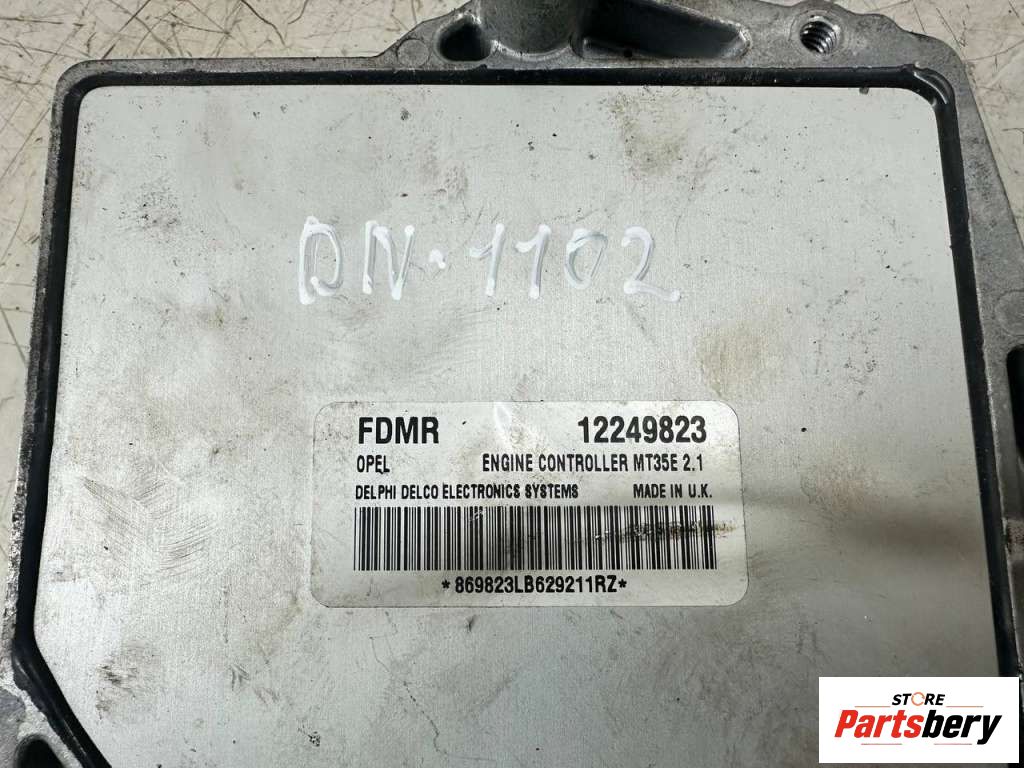 DN-1102
FDMR 12249823
OPEL ENGINE CONTROLLER MT35E 2.1
DELPHI DELCO ELECTRONICS SYSTEMS MADE IN U.K.
*869823LB629211RZ*
STORE
Partsbery